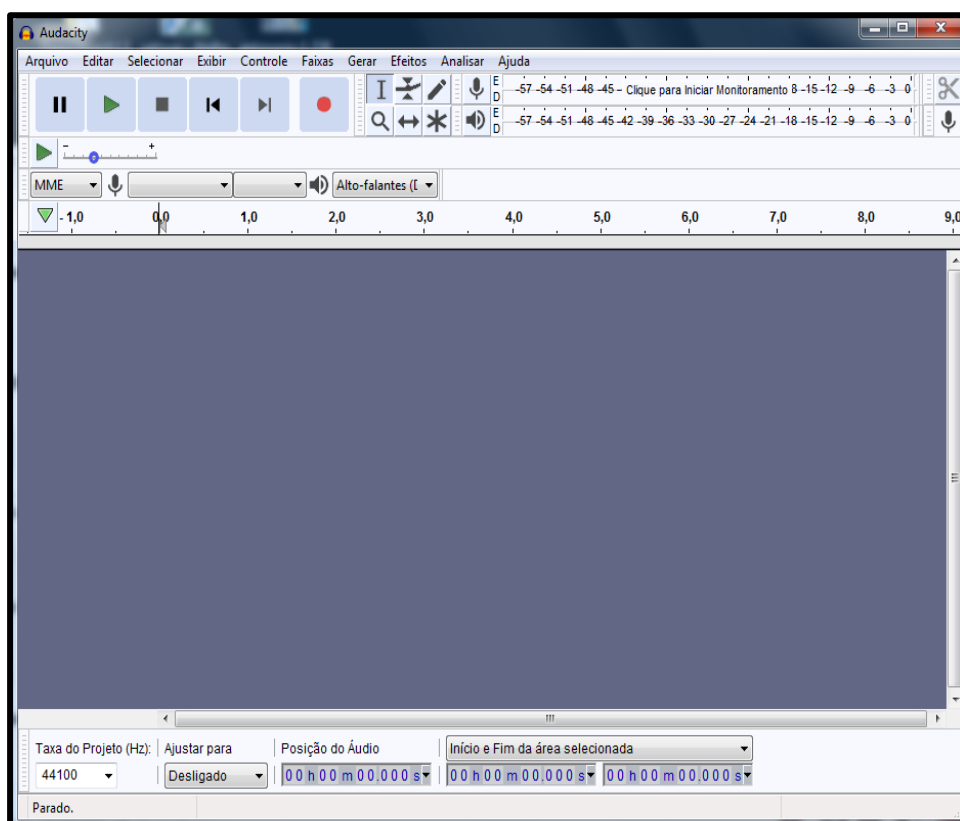 Audacity
Arquivo Editar Selecionar Exibir Controle Faixas Gerar Efeitos Analisar Ajuda
E
D
-57 -54 -51 -48 -45 - Clique para Iniciar Monitoramento 8 -15 -12 -9 -6 -3 0
E
D
-57 -54 -51 -48 -45 -42 -39 -36 -33 -30 -27 -24 -21 -18 -15 -12 -9 -6 -3 0
- +
MME Alto-falantes (
- 1,0 0,0 1,0 2,0 3,0 4,0 5,0 6,0 7,0 8,0 9,0
Taxa do Projeto (Hz): Ajustar para Posição do Áudio Início e Fim da área selecionada
44100 Desligado 00 h 00 m 00.000 s 00 h 00 m 00.000 s 00 h 00 m 00.000 s
Parado.